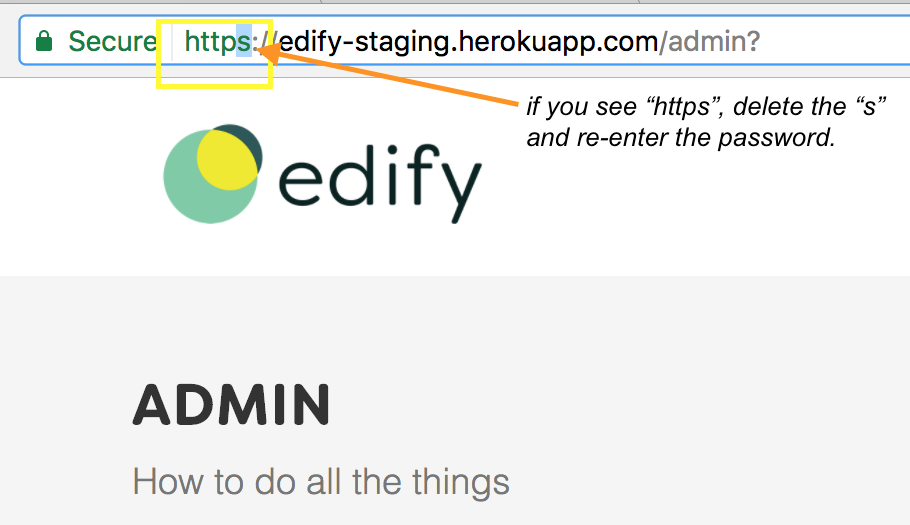 Secure https://edify-staging.herokuapp.com/admin?
if you see “https”, delete the “s”
and re-enter the password.
edify
ADMIN
How to do all the things